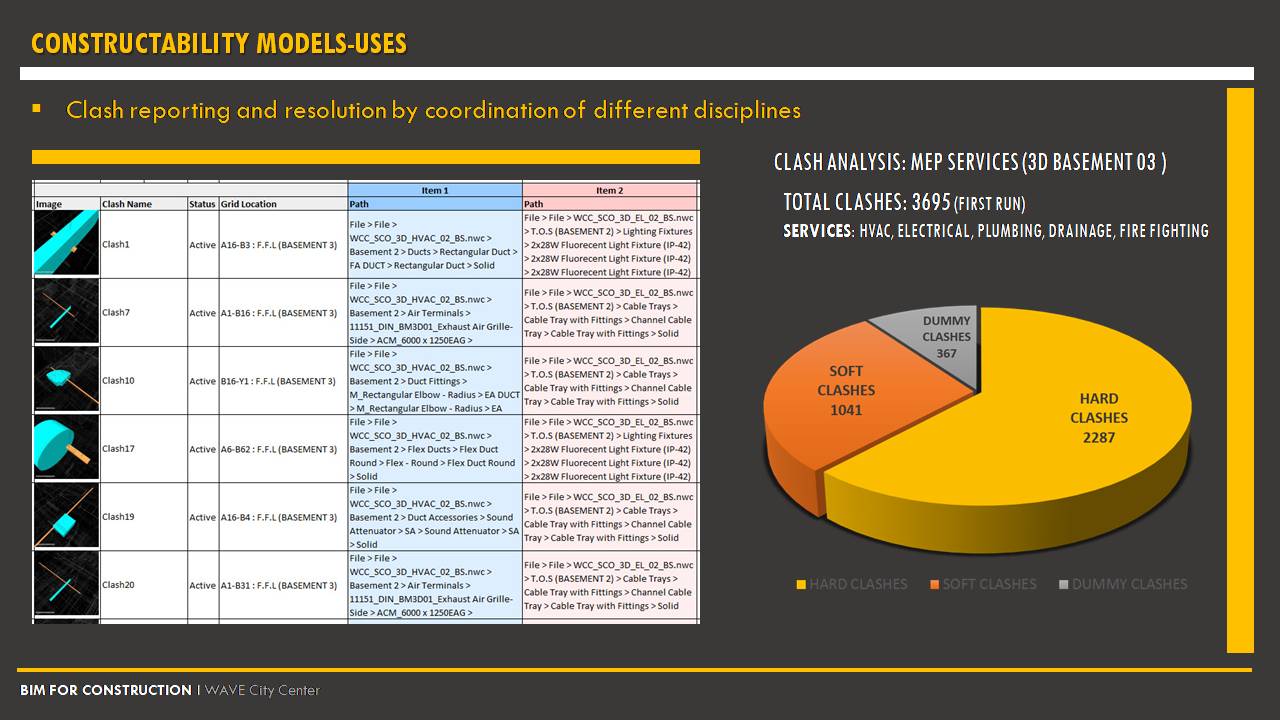 CONSTRUCTABILITY MODELS-USES
▪ Clash reporting and resolution by coordination of different disciplines
Item 1
Item 2
Image
Clash Name
Status
Grid Location
Path
Path
Clash1
Active
A16-B3 : F.F.L (BASEMENT 3)
File > File >
WCC_SCO_3D_HVAC_02_BS.nwc >
Basement 2 > Ducts > Rectangular Duct >
FA DUCT > Rectangular Duct > Solid
File > File > WCC_SCO_3D_EL_02_BS.nwc
> T.O.S (BASEMENT 2) > Lighting Fixtures
> 2x28W Fluorecent Light Fixture (IP-42)
> 2x28W Fluorecent Light Fixture (IP-42)
> 2x28W Fluorecent Light Fixture (IP-42)
Clash7
Active
A1-B16 : F.F.L (BASEMENT 3)
File > File >
WCC_SCO_3D_HVAC_02_BS.nwc >
Basement 2 > Air Terminals >
11151_DIN_BM3D01_Exhaust Air Grille-
Side > ACM_6000 x 1250EAG >
File > File > WCC_SCO_3D_EL_02_BS.nwc
> T.O.S (BASEMENT 2) > Cable Trays >
Cable Tray with Fittings > Channel Cable
Tray > Cable Tray with Fittings > Solid
Clash10
Active
B16-Y1 : F.F.L (BASEMENT 3)
File > File >
WCC_SCO_3D_HVAC_02_BS.nwc >
Basement 2 > Duct Fittings >
M_Rectangular Elbow - Radius > EA DUCT
> M_Rectangular Elbow - Radius > EA
File > File > WCC_SCO_3D_EL_02_BS.nwc
> T.O.S (BASEMENT 2) > Cable Trays >
Cable Tray with Fittings > Channel Cable
Tray > Cable Tray with Fittings > Solid
Clash17
Active
A6-B62 : F.F.L (BASEMENT 3)
File > File >
WCC_SCO_3D_HVAC_02_BS.nwc >
Basement 2 > Flex Ducts > Flex Duct
Round > Flex - Round > Flex Duct Round
> Solid
File > File > WCC_SCO_3D_EL_02_BS.nwc
> T.O.S (BASEMENT 2) > Lighting Fixtures
> 2x28W Fluorecent Light Fixture (IP-42)
> 2x28W Fluorecent Light Fixture (IP-42)
> 2x28W Fluorecent Light Fixture (IP-42)
Clash19
Active
A16-B4 : F.F.L (BASEMENT 3)
File > File >
WCC_SCO_3D_HVAC_02_BS.nwc >
Basement 2 > Duct Accessories > Sound
Attenuator > SA > Sound Attenuator > SA
> Solid
File > File > WCC_SCO_3D_EL_02_BS.nwc
> T.O.S (BASEMENT 2) > Cable Trays >
Cable Tray with Fittings > Channel Cable
Tray > Cable Tray with Fittings > Solid
Clash20
Active
A1-B31 : F.F.L (BASEMENT 3)
File > File >
WCC_SCO_3D_HVAC_02_BS.nwc >
Basement 2 > Air Terminals >
11151_DIN_BM3D01_Exhaust Air Grille-
Side > ACM_6000 x 1250EAG >
File > File > WCC_SCO_3D_EL_02_BS.nwc
> T.O.S (BASEMENT 2) > Cable Trays >
Cable Tray with Fittings > Channel Cable
Tray > Cable Tray with Fittings > Solid
CLASH ANALYSIS: MEP SERVICES (3D BASEMENT 03 )
TOTAL CLASHES: 3695 (FIRST RUN)
SERVICES: HVAC, ELECTRICAL, PLUMBING, DRAINAGE, FIRE FIGHTING
DUMMY
CLASHES
367
SOFT
CLASHES
1041
HARD
CLASHES
2287
HARD CLASHES
SOFT CLASHES
DUMMY CLASHES
BIM FOR CONSTRUCTION I WAVE City Center